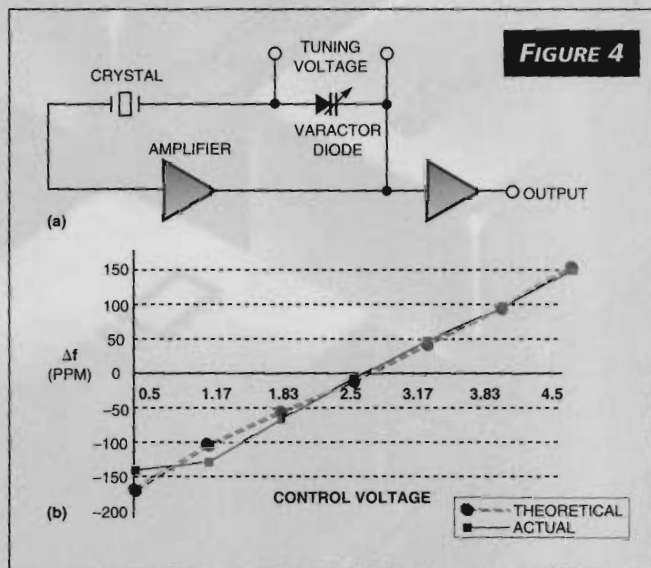 FIGURE 4
TUNING
VOLTAGE
CRYSTAL
VARACTOR
DIODE
AMPLIFIER
OUTPUT
(a)
150
100
50
Δf
(PPM)
0
0.5 1.17 1.83 2.5 3.17 3.83 4.5
–50
–100
–150
(b)
CONTROL VOLTAGE
–200
THEORETICAL
ACTUAL